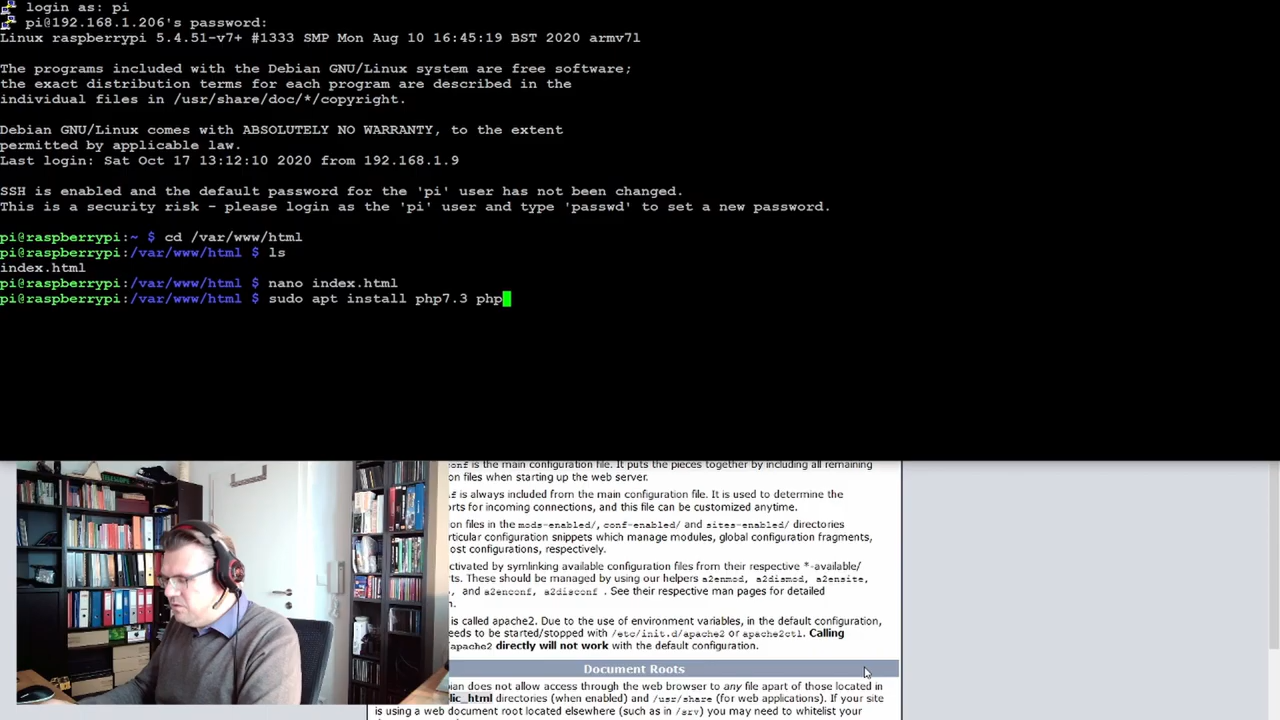 login as: pi
pi@192.168.1.206's password:
Linux raspberrypi 5.4.51-v7+ #1333 SMP Mon Aug 10 16:45:19 BST 2020 armv7l
The programs included with the Debian GNU/Linux system are free software;
the exact distribution terms for each program are described in the
individual files in /usr/share/doc/*/copyright.
Debian GNU/Linux comes with ABSOLUTELY NO WARRANTY, to the extent
permitted by applicable law.
Last login: Sat Oct 17 13:12:10 2020 from 192.168.1.9
SSH is enabled and the default password for the 'pi' user has not been changed.
This is a security risk - please login as the 'pi' user and type 'passwd' to set a new password.
pi@raspberrypi:~ $ cd /var/www/html
pi@raspberrypi:/var/www/html $ ls
index.html
pi@raspberrypi:/var/www/html $ nano index.html
pi@raspberrypi:/var/www/html $ sudo apt install php7.3 php
is the main configuration file. It puts the pieces together by including all remaining
on files when starting up the web server.
is always included from the main configuration file. It is used to determine the
orts for incoming connections, and this file can be customized anytime.
on files in the mods-enabled/, conf-enabled/ and sites-enabled/ directories
rticular configuration snippets which manage modules, global configuration fragments,
ost configurations, respectively.
ctivated by symlinking available configuration files from their respective *-available/
ts. These should be managed by using our helpers a2enmod, a2dismod, a2ensite,
, and a2enconf, a2disconf . See their respective man pages for detailed
n.
is called apache2. Due to the use of environment variables, in the default configuration,
eeds to be started/stopped with /etc/init.d/apache2 or apache2ctl. Calling
/apache2 directly will not work with the default configuration.
Document Roots
ian does not allow access through the web browser to any file apart of those located in
lic_html directories (when enabled) and /usr/share (for web applications). If your site
is using a web document root located elsewhere (such as in /srv) you may need to whitelist your